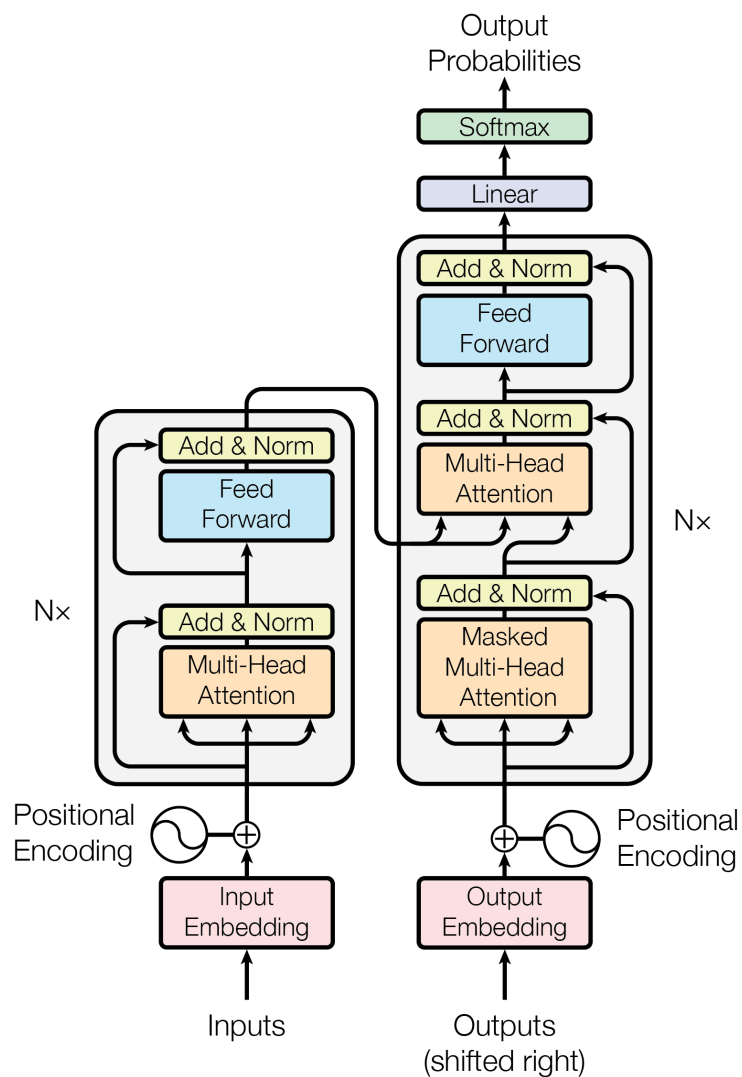 Output
Probabilities
Softmax
Linear
Add & Norm
Feed
Forward
Add & Norm
Multi-Head
Attention
Nx
Add & Norm
Masked
Multi-Head
Attention
Add & Norm
Feed
Forward
Nx
Add & Norm
Multi-Head
Attention
Positional
Encoding
Positional
Encoding
Input
Embedding
Output
Embedding
Inputs
Outputs
(shifted right)